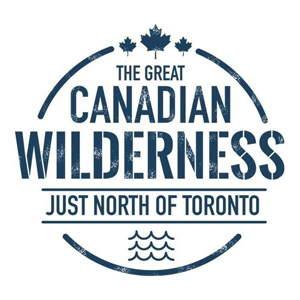 THE GREAT
CANADIAN
WILDERNESS
JUST NORTH OF TORONTO